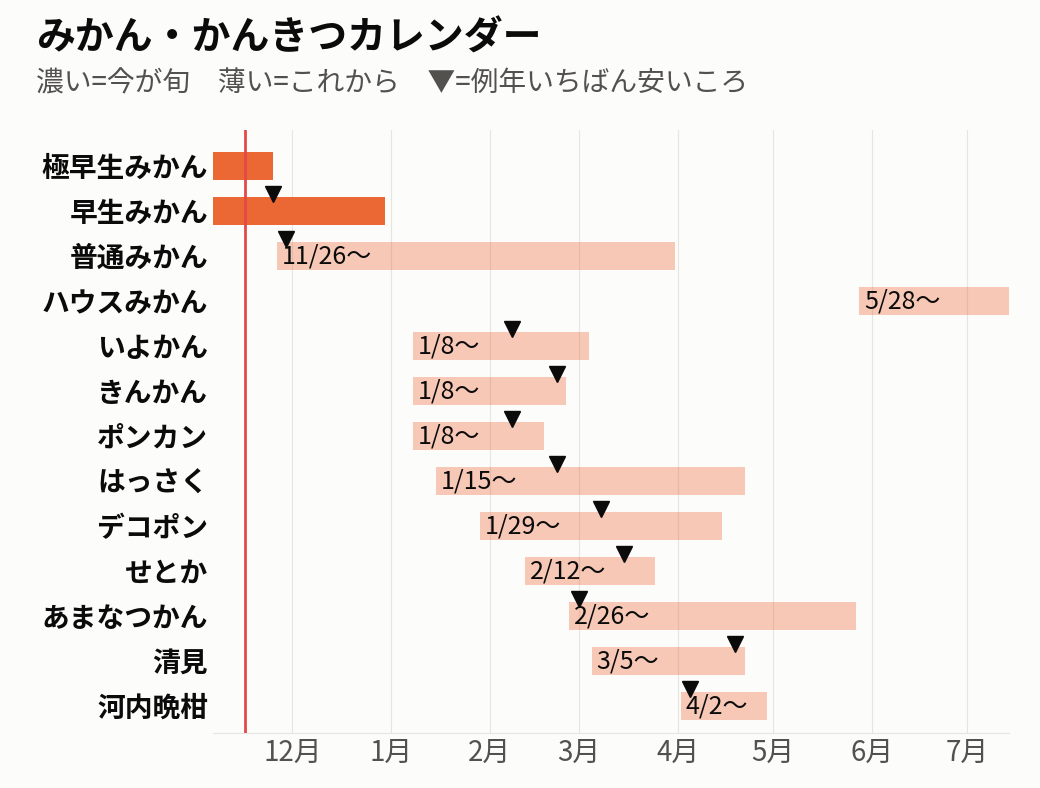 みかん・かんきつカレンダー
濃い=今が旬　薄い=これから　▼=例年いちばん安いころ
極早生みかん
早生みかん
普通みかん 11/26〜
ハウスみかん 5/28〜
いよかん 1/8〜
きんかん 1/8〜
ポンカン 1/8〜
はっさく 1/15〜
デコポン 1/29〜
せとか 2/12〜
あまなつかん 2/26〜
清見 3/5〜
河内晩柑 4/2〜
12月 1月 2月 3月 4月 5月 6月 7月